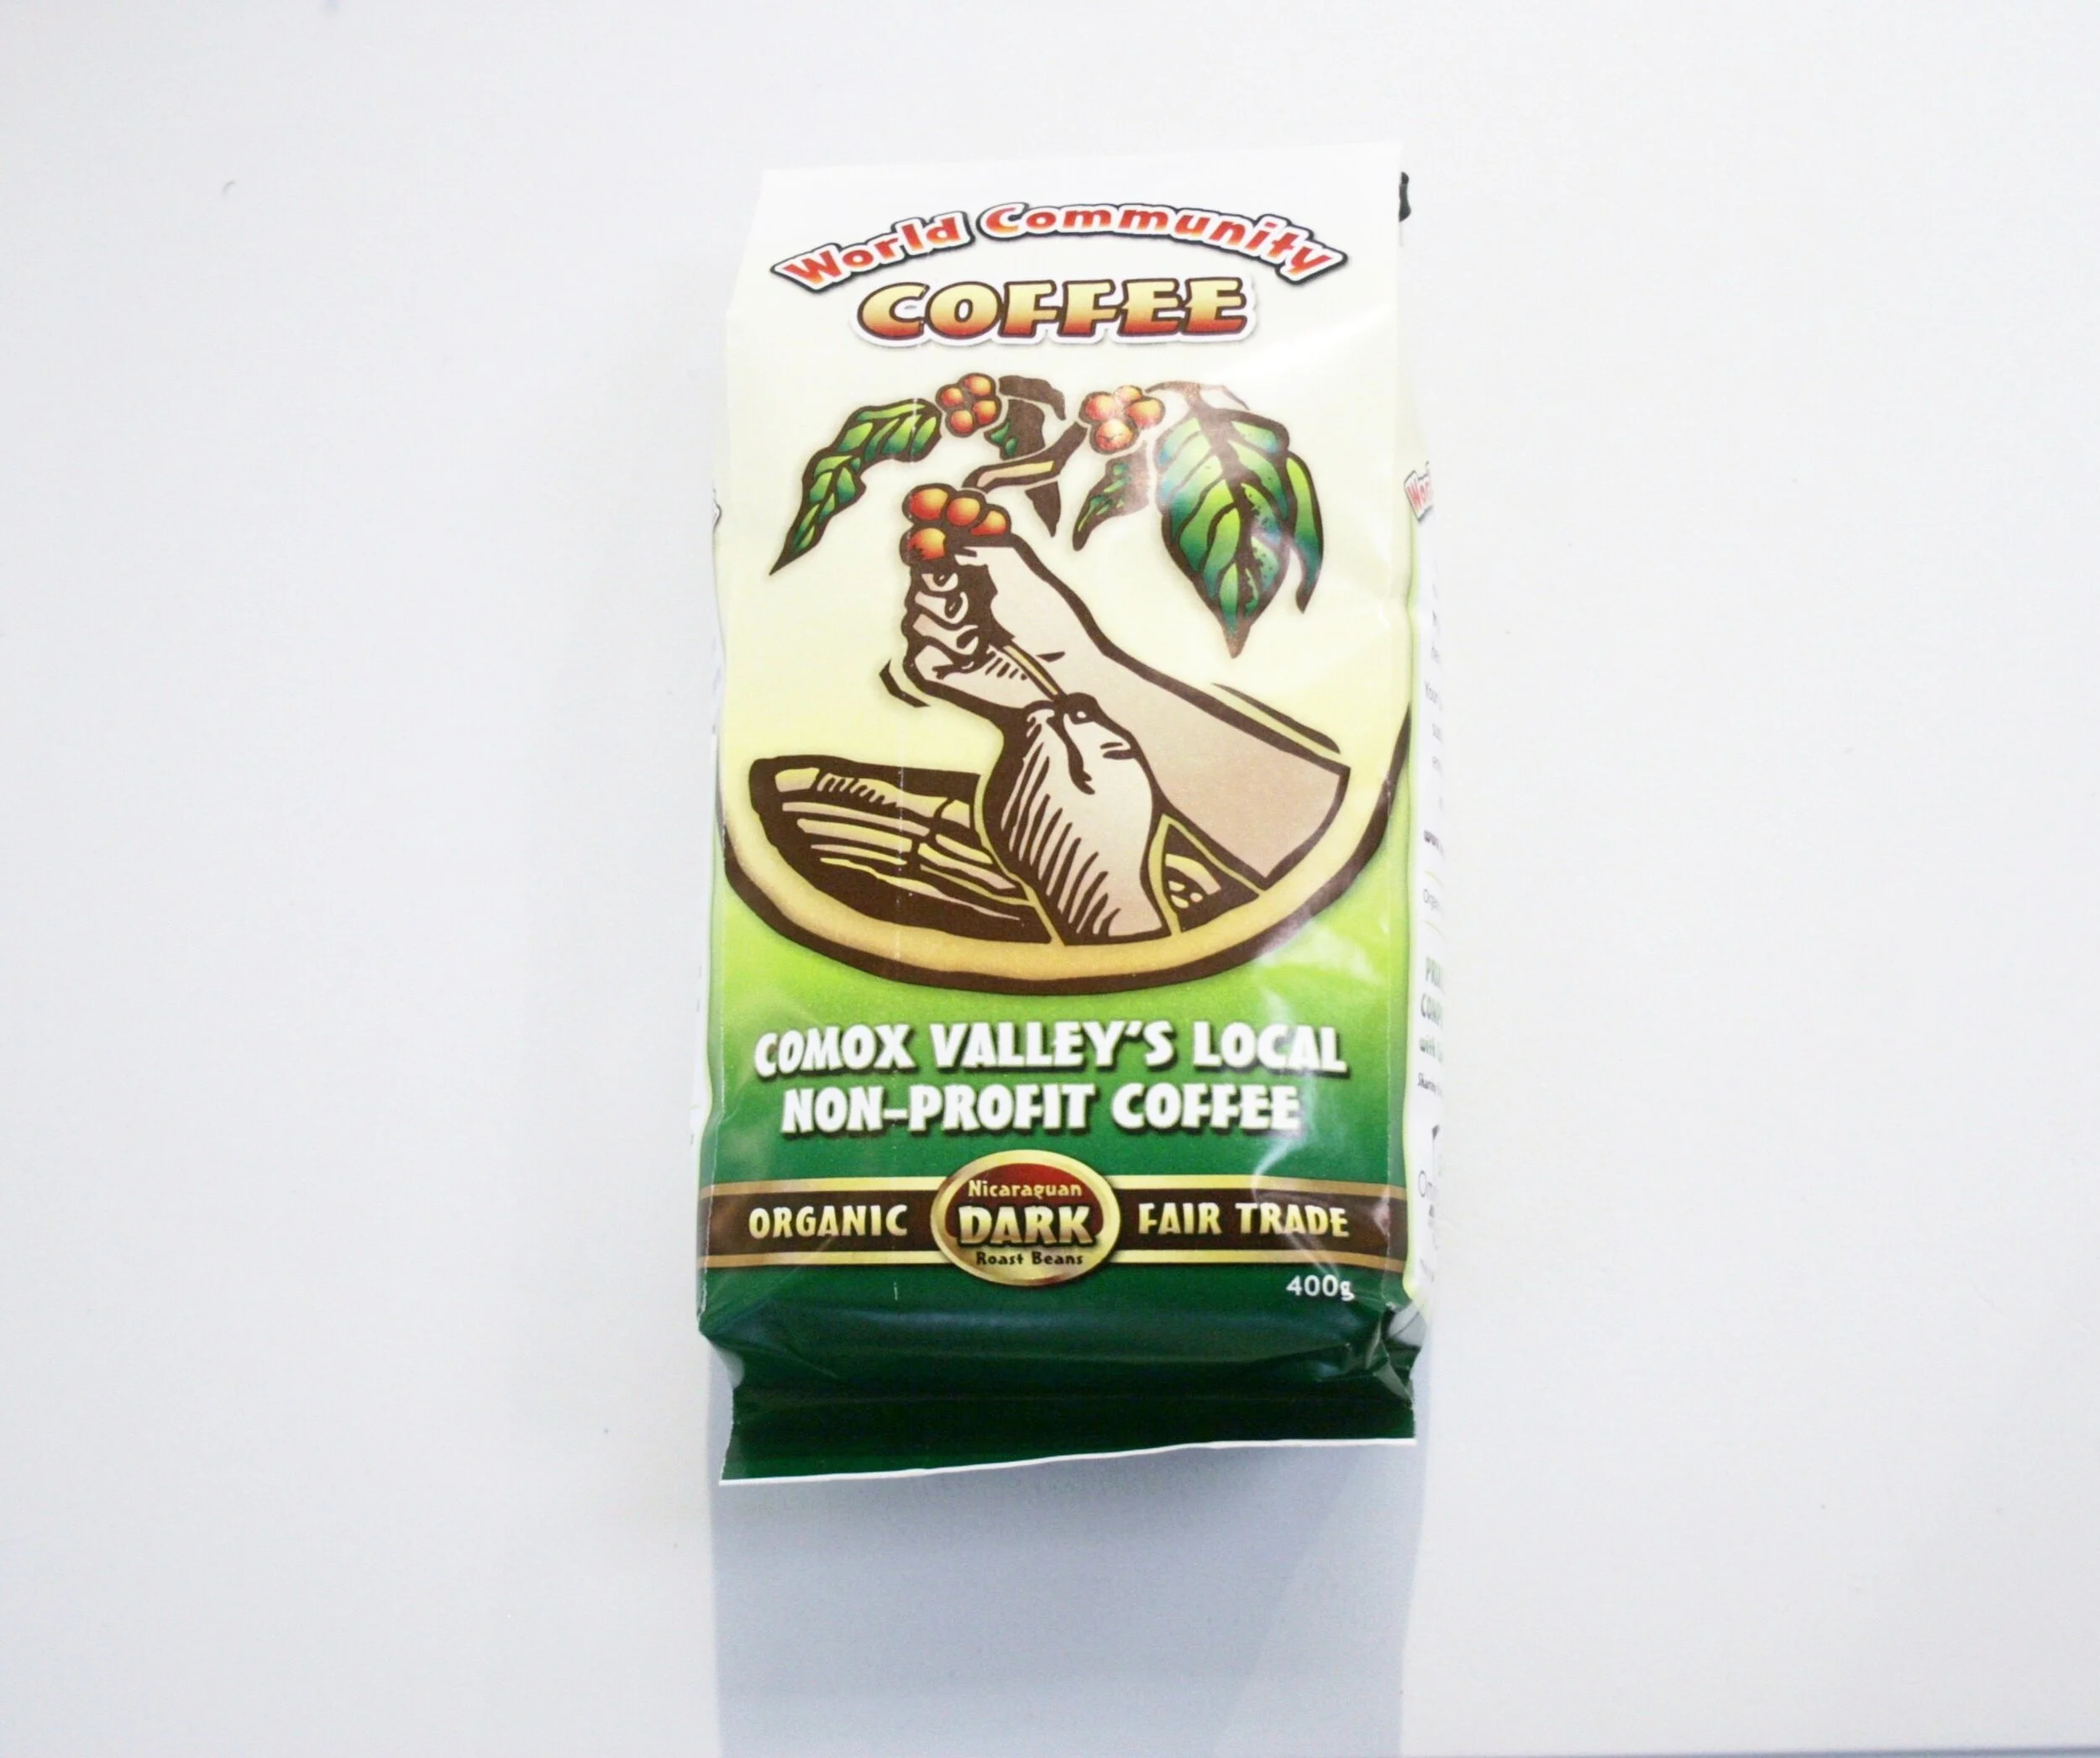 World Community
COFFEE
COMOX VALLEY'S LOCAL
NON-PROFIT COFFEE
ORGANIC
Nicaraguan
DARK
Roast Beans
FAIR TRADE
400g